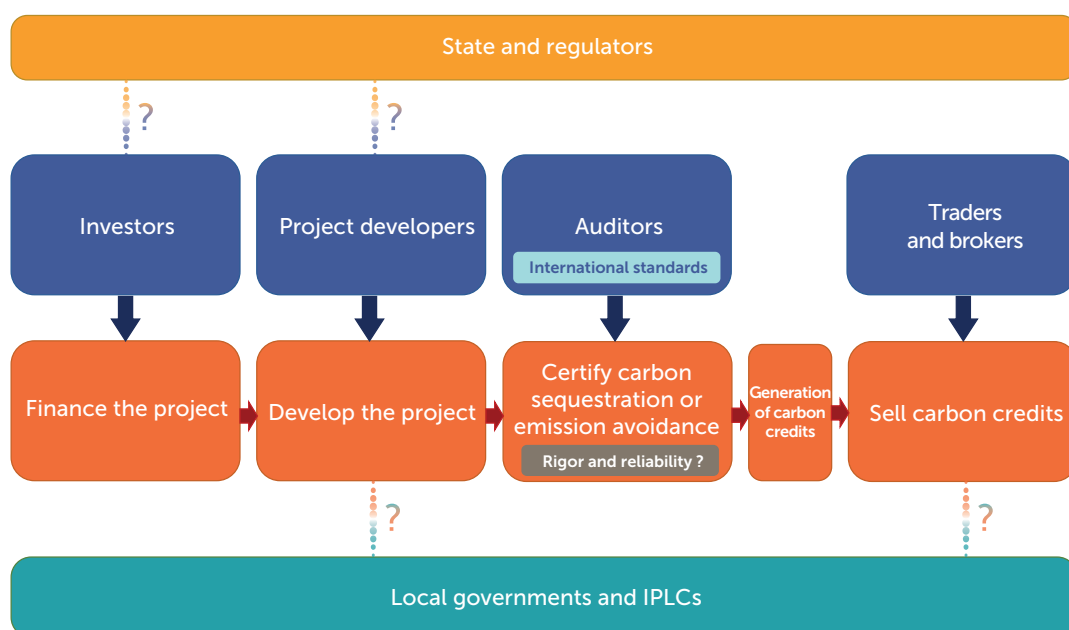 State and regulators
?
?
Investors
Project developers
Auditors
International standards
Traders
and brokers
Finance the project
Develop the project
Certify carbon
sequestration or
emission avoidance
Rigor and reliability ?
Generation
of carbon
credits
Sell carbon credits
?
?
Local governments and IPLCs